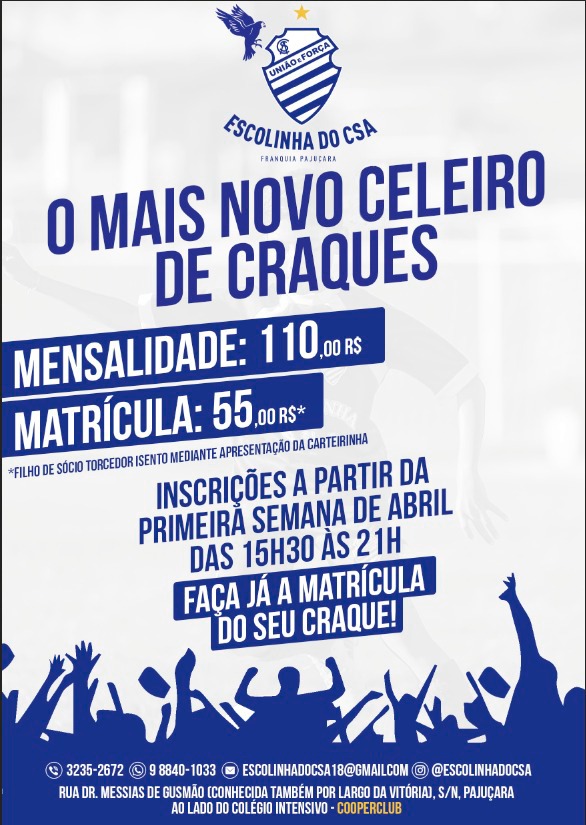 CSA
UNIÃO E FORÇA
ESCOLINHA DO CSA
FRANQUIA PAJUÇARA
O MAIS NOVO CELEIRO
DE CRAQUES
MENSALIDADE: 110,00 R$
MATRÍCULA: 55,00 R$*
*FILHO DE SÓCIO TORCEDOR ISENTO MEDIANTE APRESENTAÇÃO DA CARTEIRINHA
INSCRIÇÕES A PARTIR DA
PRIMEIRA SEMANA DE ABRIL
DAS 15H30 ÀS 21H
FAÇA JÁ A MATRÍCULA
DO SEU CRAQUE!
3235-2672 9 8840-1033 ESCOLINHADOCSA18@GMAIL.COM @ESCOLINHADOCSA
RUA DR. MESSIAS DE GUSMÃO (CONHECIDA TAMBÉM POR LARGO DA VITÓRIA), S/N, PAJUÇARA
AO LADO DO COLÉGIO INTENSIVO - COOPERCLUB